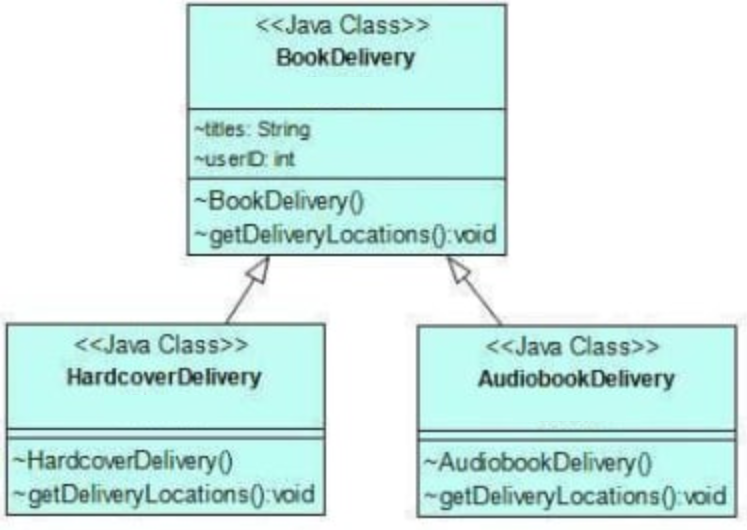 <<Java Class>>
BookDelivery
~titles: String
~userID: int
~BookDelivery()
~getDeliveryLocations():void
<<Java Class>>
HardcoverDelivery
~HardcoverDelivery()
~getDeliveryLocations():void
<<Java Class>>
AudiobookDelivery
~AudiobookDelivery()
~getDeliveryLocations():void